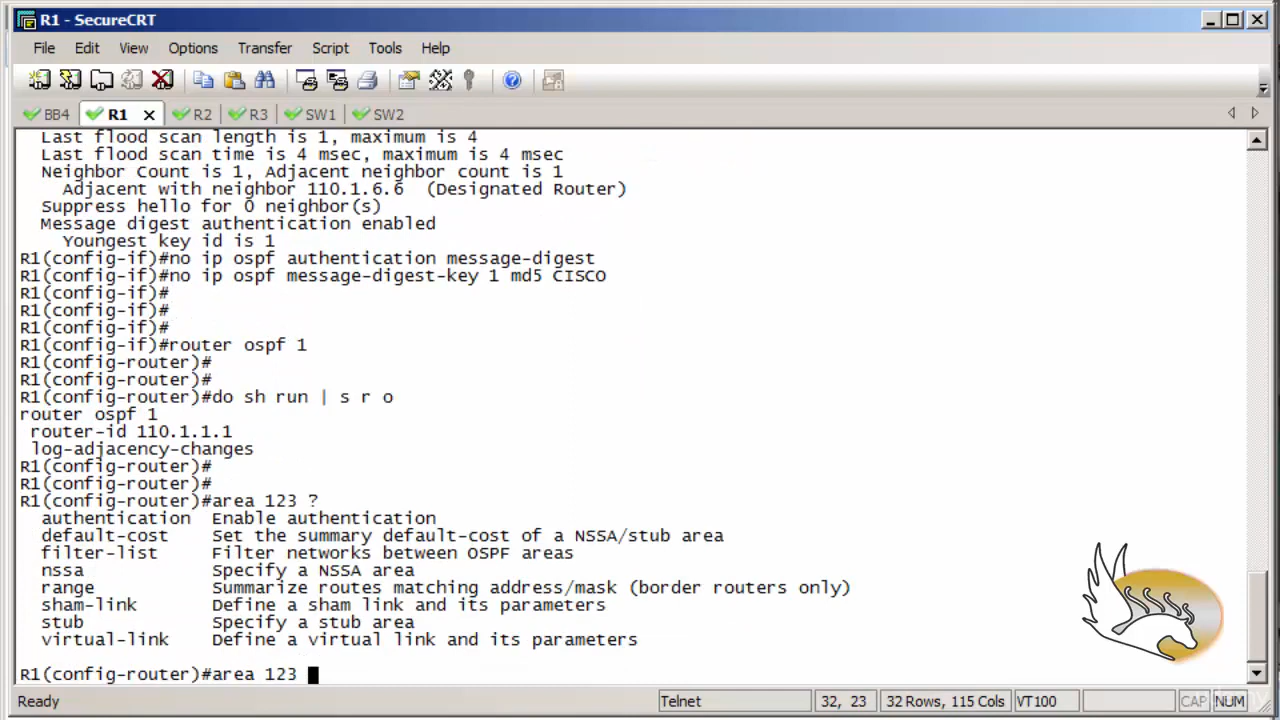 R1 - SecureCRT
File Edit View Options Transfer Script Tools Help
BB4 R1 R2 R3 SW1 SW2
Last flood scan length is 1, maximum is 4
Last flood scan time is 4 msec, maximum is 4 msec
Neighbor Count is 1, Adjacent neighbor count is 1
Adjacent with neighbor 110.1.6.6  (Designated Router)
Suppress hello for 0 neighbor(s)
Message digest authentication enabled
Youngest key id is 1
R1(config-if)#no ip ospf authentication message-digest
R1(config-if)#no ip ospf message-digest-key 1 md5 CISCO
R1(config-if)#
R1(config-if)#
R1(config-if)#
R1(config-if)#router ospf 1
R1(config-router)#
R1(config-router)#
R1(config-router)#do sh run | s r o
router ospf 1
router-id 110.1.1.1
log-adjacency-changes
R1(config-router)#
R1(config-router)#
R1(config-router)#area 123 ?
authentication  Enable authentication
default-cost    Set the summary default-cost of a NSSA/stub area
filter-list     Filter networks between OSPF areas
nssa            Specify a NSSA area
range           Summarize routes matching address/mask (border routers only)
sham-link       Define a sham link and its parameters
stub            Specify a stub area
virtual-link    Define a virtual link and its parameters
R1(config-router)#area 123
Ready Telnet 32, 23 32 Rows, 115 Cols VT100 CAP NUM